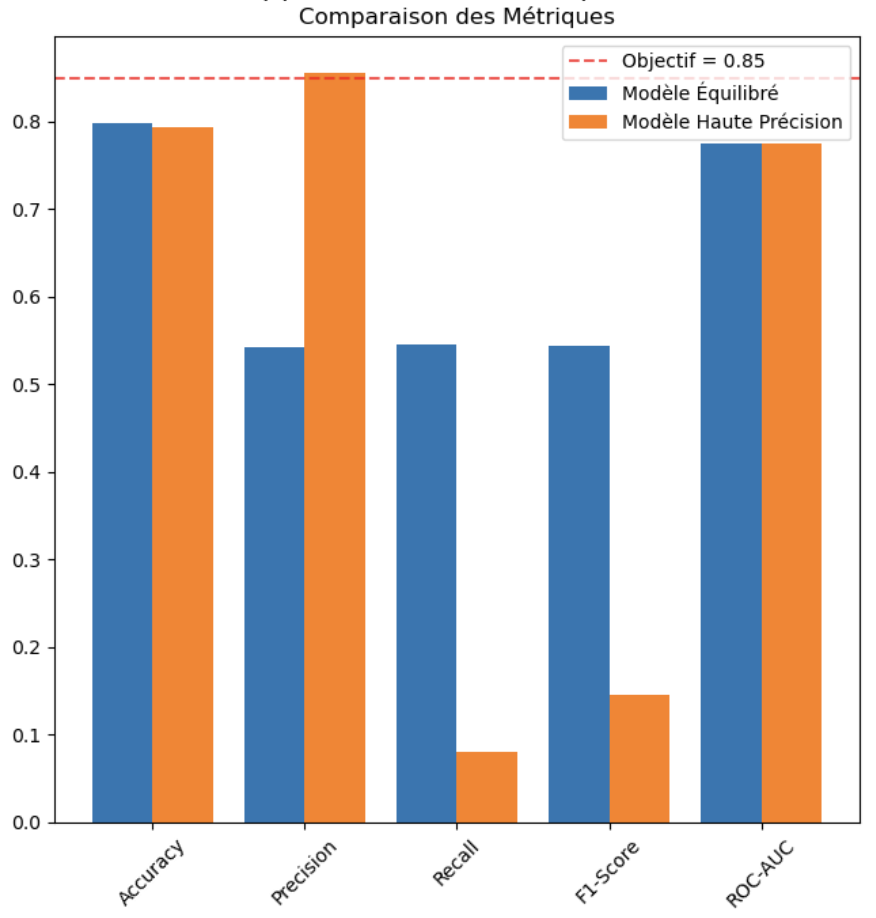 Comparaison des Métriques
Objectif = 0.85
Modèle Équilibré
Modèle Haute Précision
0.8
0.7
0.6
0.5
0.4
0.3
0.2
0.1
0.0
Accuracy
Precision
Recall
F1-Score
ROC-AUC